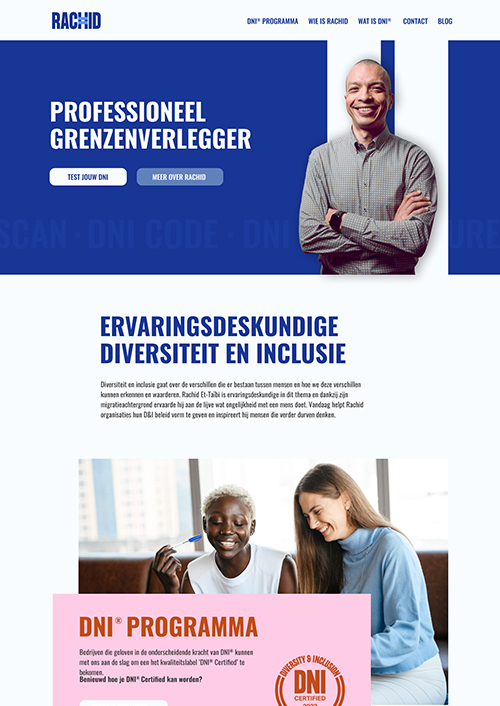 RACHID
DNI® PROGRAMMA WIE IS RACHID WAT IS DNI® CONTACT BLOG
PROFESSIONEEL
GRENZENVERLEGGER
TEST JOUW DNI MEER OVER RACHID
SCAN DNI CODE · DNI URE
ERVARINGSDESKUNDIGE
DIVERSITEIT EN INCLUSIE
Diversiteit en inclusie gaat over de verschillen die er bestaan tussen mensen en hoe we deze verschillen
kunnen erkennen en waarderen. Rachid Et-Taïbi is ervaringsdeskundige in dit thema en dankzij zijn
migratieachtergrond ervaarde hij aan de lijve wat ongelijkheid met een mens doet. Vandaag helpt Rachid
organisaties hun D&I beleid vorm te geven en inspireert hij mensen die verder durven denken.
DNI® PROGRAMMA
Bedrijven die geloven in de onderscheidende kracht van DNI® kunnen
met ons aan de slag om een het kwaliteitslabel 'DNI® Certified' te
bekomen.
Benieuwd hoe je DNI® Certified kan worden?
DIVERSITY & INCLUSION
DNI
CERTIFIED